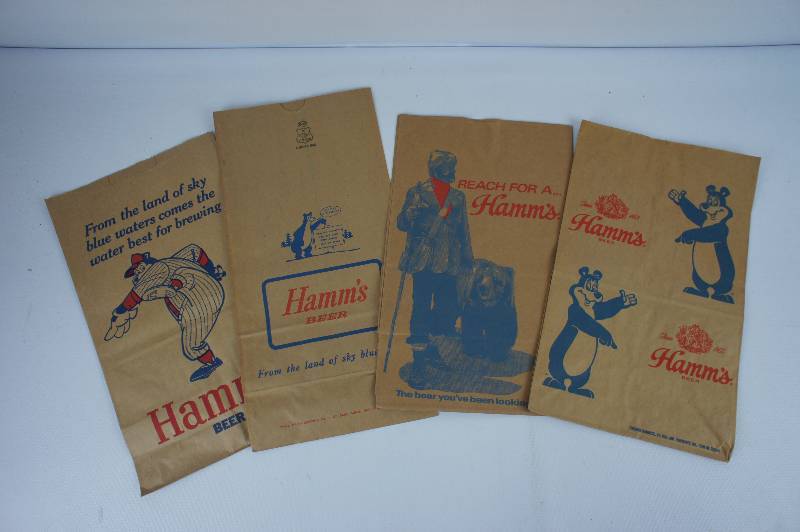 From the land of sky
blue waters comes the
water best for brewing
Hamm
BEER
Hamm's
BEER
From the land of sky blue
REACH FOR A...
Hamm's
The beer you've been lookin
Hamm's
BEER
Hamm's
BEER